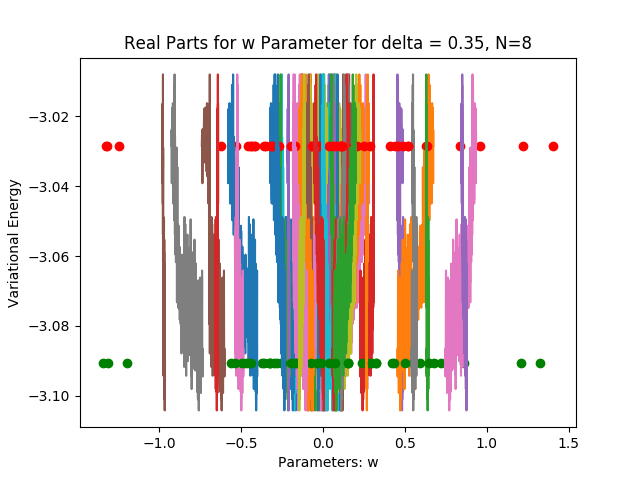 Real Parts for w Parameter for delta = 0.35, N=8
Variational Energy
−3.02
−3.04
−3.06
−3.08
−3.10
−1.0 −0.5 0.0 0.5 1.0 1.5
Parameters: w